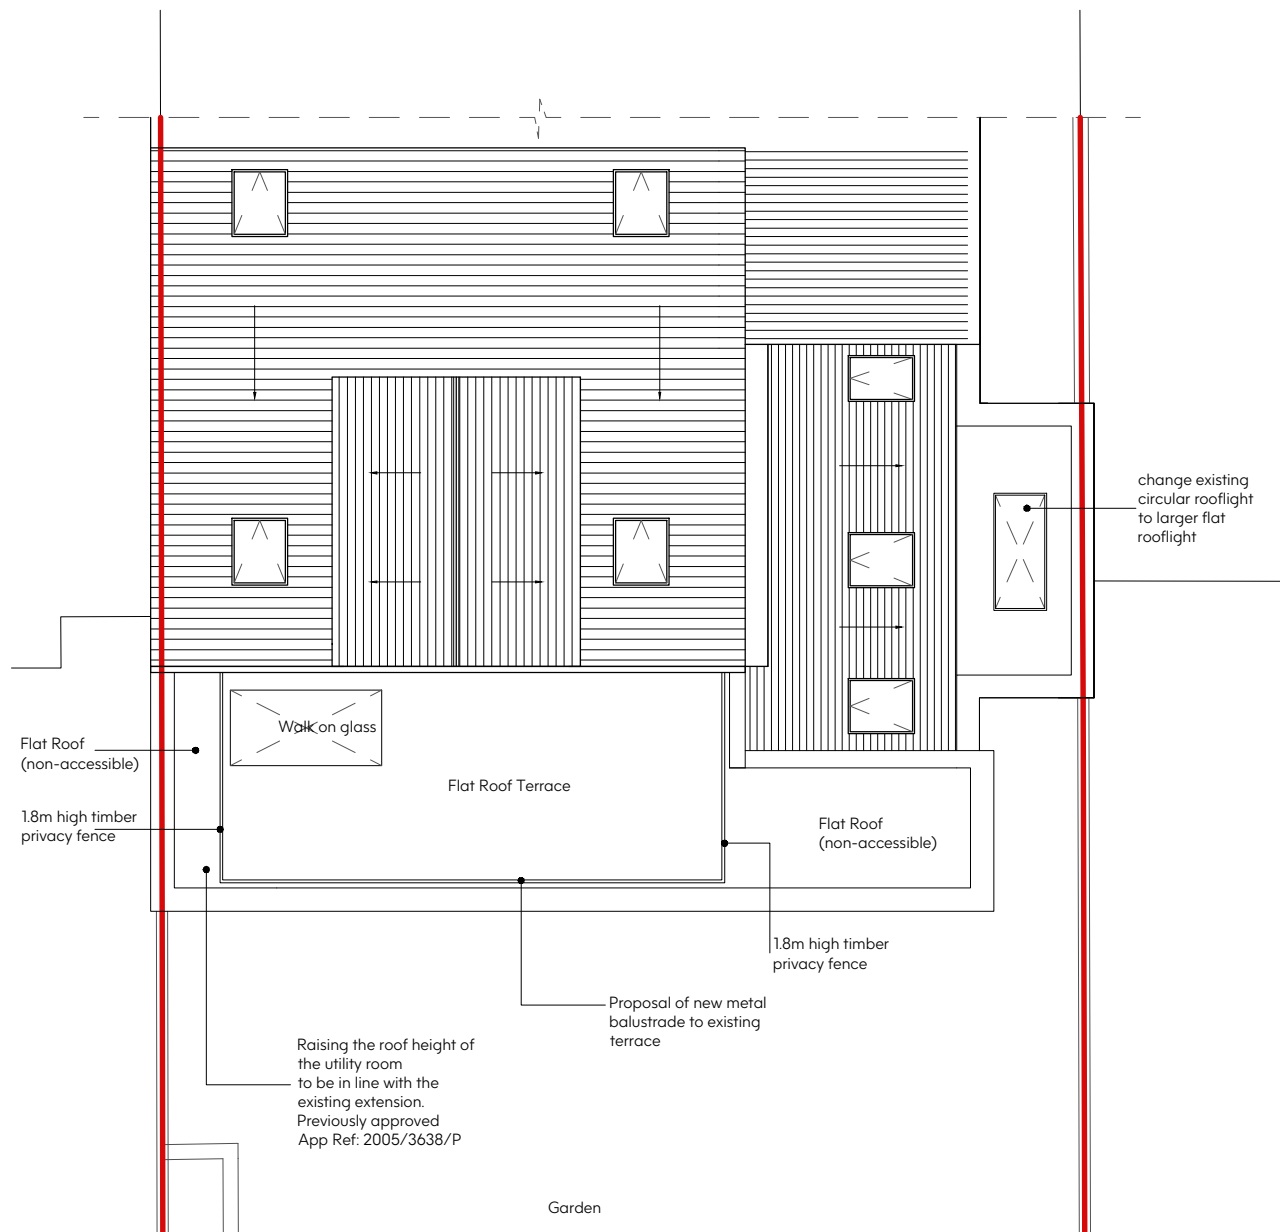 change existing
circular rooflight
to larger flat
rooflight
Walk on glass
Flat Roof
(non-accessible)
Flat Roof Terrace
1.8m high timber
privacy fence
Flat Roof
(non-accessible)
1.8m high timber
privacy fence
Proposal of new metal
balustrade to existing
terrace
Raising the roof height of
the utility room
to be in line with the
existing extension.
Previously approved
App Ref: 2005/3638/P
Garden